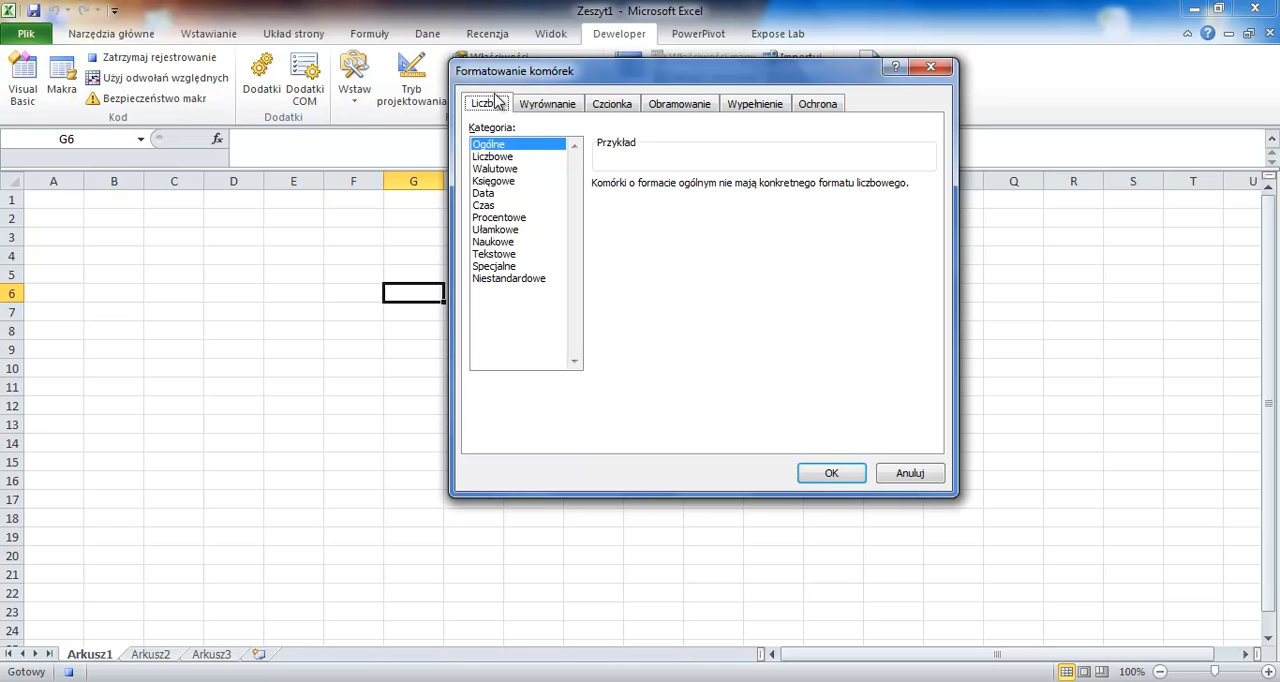 Zeszyt1 - Microsoft Excel
Plik Narzędzia główne Wstawianie Układ strony Formuły Dane Recenzja Widok Deweloper PowerPivot Expose Lab
Visual Basic
Makra
Zatrzymaj rejestrowanie
Użyj odwołań względnych
Bezpieczeństwo makr
Kod
Dodatki
Dodatki COM
Dodatki
Wstaw
Tryb projektowania
Formatowanie komórek
Wyrównanie Czcionka Obramowanie Wypełnienie Ochrona
Kategoria:
Ogólne
Liczbowe
Walutowe
Księgowe
Data
Czas
Procentowe
Ułamkowe
Naukowe
Tekstowe
Specjalne
Niestandardowe
Przykład
Komórki o formacie ogólnym nie mają konkretnego formatu liczbowego.
OK Anuluj
G6 fx
A B C D E F G Q R S T U
1
2
3
4
5
6
7
8
9
10
11
12
13
14
15
16
17
18
19
20
21
22
23
24
Arkusz1 Arkusz2 Arkusz3
Gotowy 100%